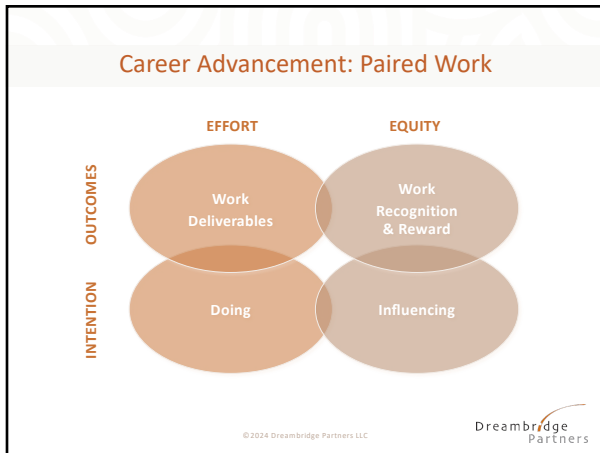 Career Advancement: Paired Work
EFFORT
EQUITY
OUTCOMES
Work
Deliverables
Work
Recognition
& Reward
INTENTION
Doing
Influencing
©2024 Dreambridge Partners LLC
Dreambridge
Partners